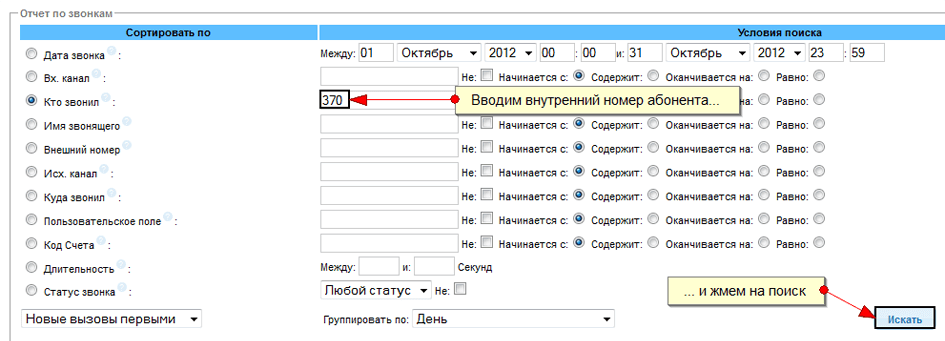 Отчет по звонкам
Сортировать по Условия поиска
Дата звонка ? : Между: 01 Октябрь 2012 00 : 00 и: 31 Октябрь 2012 23 : 59
Вх. канал ? : Не: Начинается с: Содержит: Оканчивается на: Равно:
Кто звонил ? : 370 Вводим внутренний номер абонента... на: Равно:
Имя звонящего ? Не: Начинается с: Содержит: Оканчивается на: Равно:
Внешний номер ? Не: Начинается с: Содержит: Оканчивается на: Равно:
Исх. канал ? : Не: Начинается с: Содержит: Оканчивается на: Равно:
Куда звонил ? : Не: Начинается с: Содержит: Оканчивается на: Равно:
Пользовательское поле ? : Не: Начинается с: Содержит: Оканчивается на: Равно:
Код Счета ? : Не: Начинается с: Содержит: Оканчивается на: Равно:
Длительность ? : Между: и: Секунд
Статус звонка ? : Любой статус Не: ... и жмем на поиск
Новые вызовы первыми Группировать по: День Искать